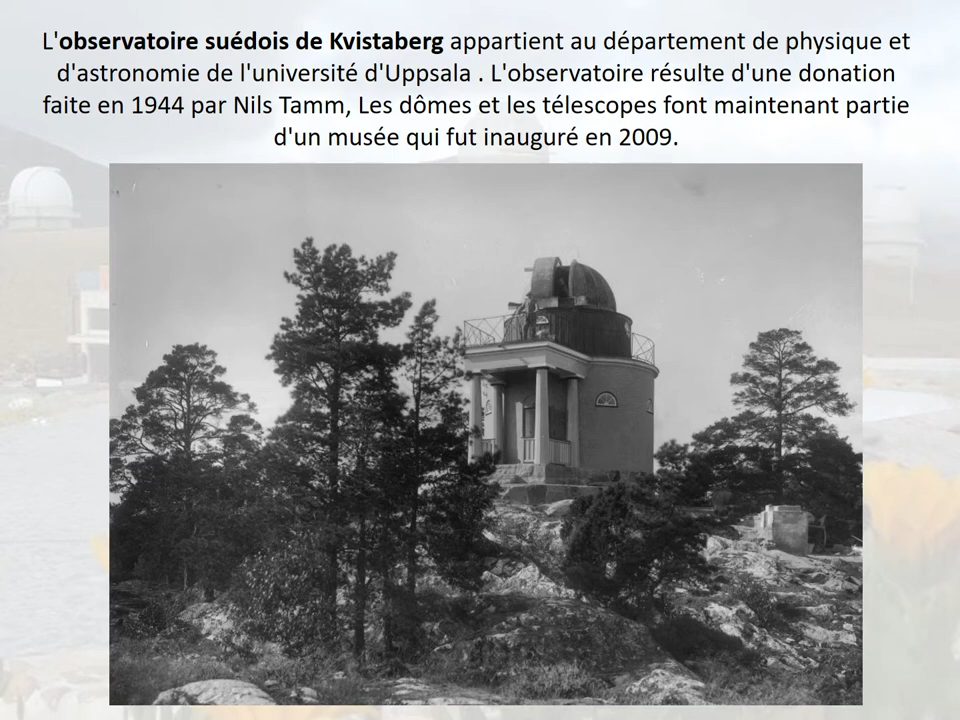 L'observatoire suédois de Kvistaberg appartient au département de physique et
d'astronomie de l'université d'Uppsala . L'observatoire résulte d'une donation
faite en 1944 par Nils Tamm, Les dômes et les télescopes font maintenant partie
d'un musée qui fut inauguré en 2009.